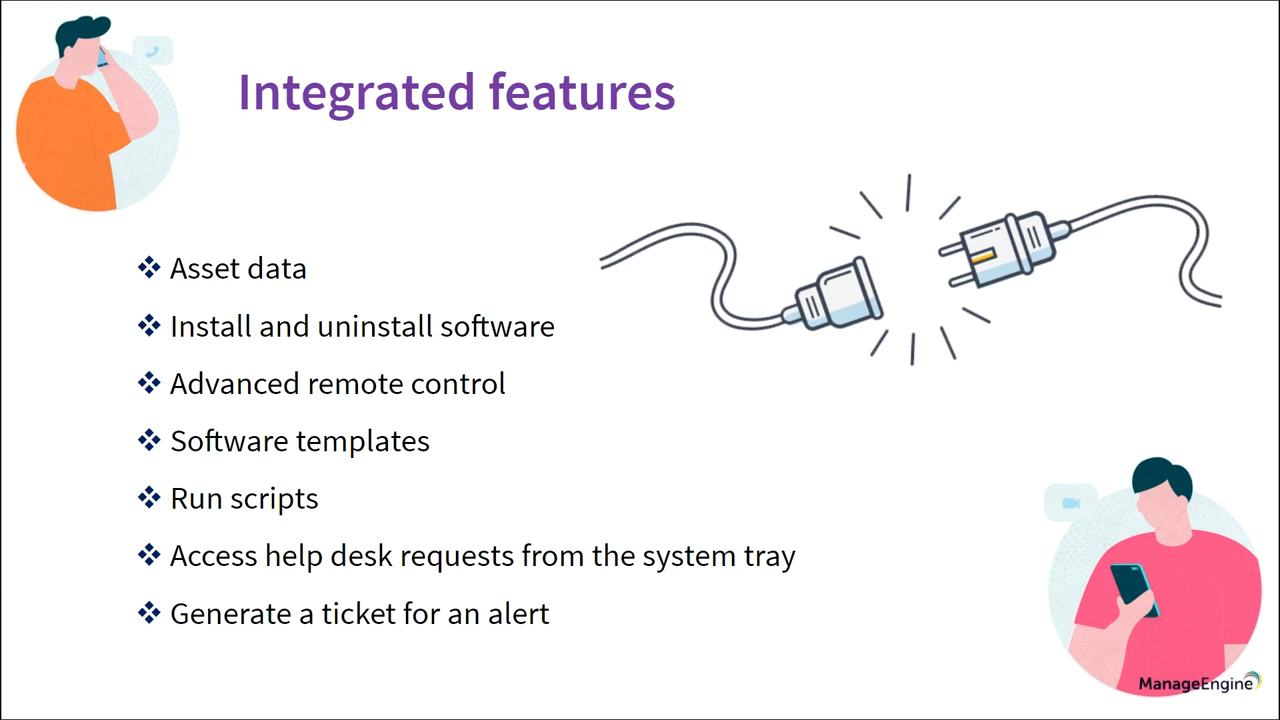 Integrated features
Asset data
Install and uninstall software
Advanced remote control
Software templates
Run scripts
Access help desk requests from the system tray
Generate a ticket for an alert
ManageEngine